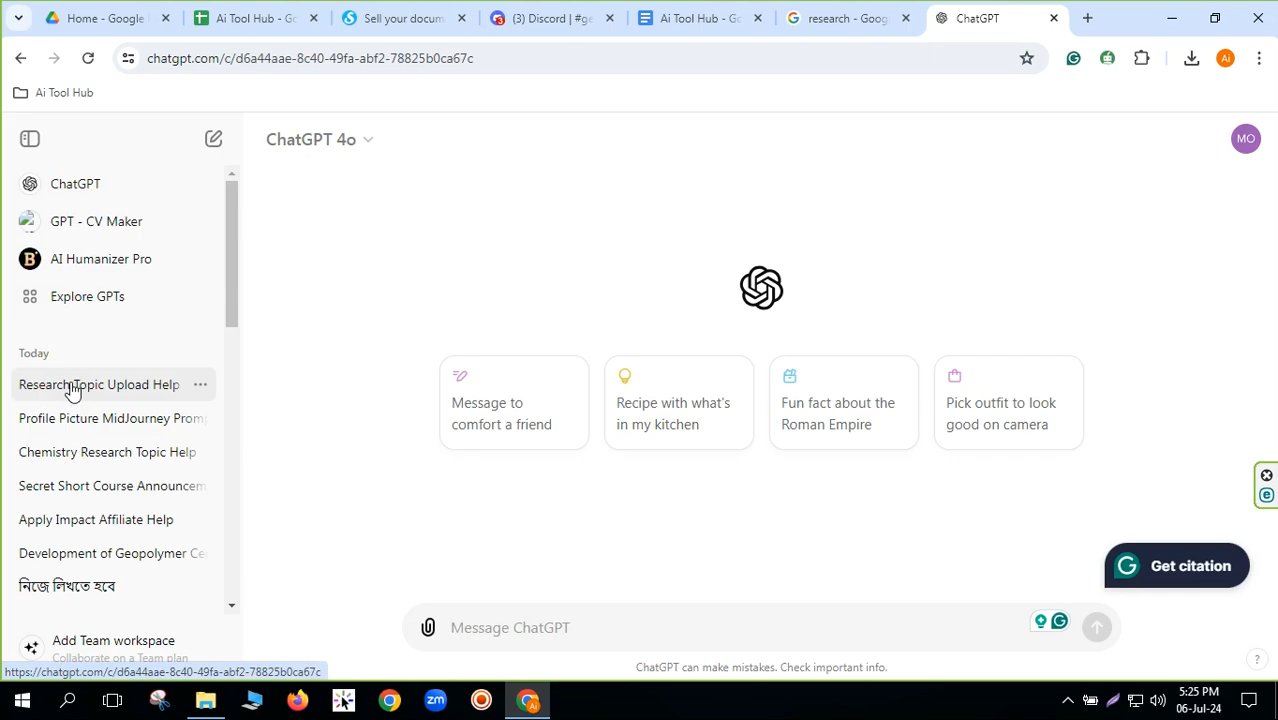 Home - Google
Ai Tool Hub - Go
Sell your docum
(3) Discord | #ge
Ai Tool Hub - Go
research - Goog
ChatGPT
chatgpt.com/c/d6a44aae-8c40-49fa-abf2-78825b0ca67c
Ai
Ai Tool Hub
ChatGPT 4o
MO
ChatGPT
GPT - CV Maker
B
AI Humanizer Pro
Explore GPTs
Today
Research Topic Upload Help
Profile Picture MidJourney Prom
Chemistry Research Topic Help
Secret Short Course Announcem
Apply Impact Affiliate Help
Development of Geopolymer Ce
নিজে লিখতে হবে
Add Team workspace
Collaborate on a Team plan
https://chatgpt.com/c/d6a44aae-8c40-49fa-abf2-78825b0ca67c
Message to
comfort a friend
Recipe with what's
in my kitchen
Fun fact about the
Roman Empire
Pick outfit to look
good on camera
Get citation
Message ChatGPT
ChatGPT can make mistakes. Check important info.
?
zm
5:25 PM
06-Jul-24